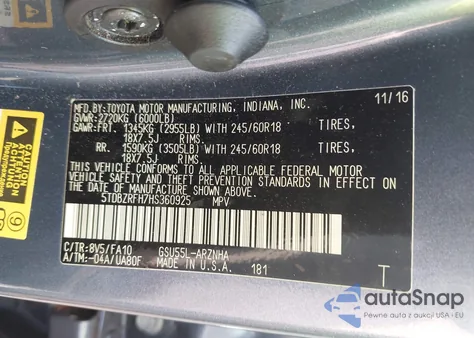 MFD.BY:TOYOTA MOTOR MANUFACTURING, INDIANA, INC. 11/16
GVWR:2720KG (6000LB)
GAWR:FRT. 1345KG (2955LB) WITH 245/60R18 TIRES,
18X7.5J RIMS
RR. 1590KG (3505LB) WITH 245/60R18 TIRES,
18X7.5J RIMS
THIS VEHICLE CONFORMS TO ALL APPLICABLE FEDERAL MOTOR
VEHICLE SAFETY AND THEFT PREVENTION STANDARDS IN EFFECT
ON THE DATE OF MANUFACTURE SHOWN ABOVE.
5TDBZRFH7HS360925 MPV
C/TR:8V5/FA10 GSU55L-ARZNHA
A/TM:-04A/UA80F MADE IN U.S.A. 181 T
autoSnap
Pewne auto z USA i EU